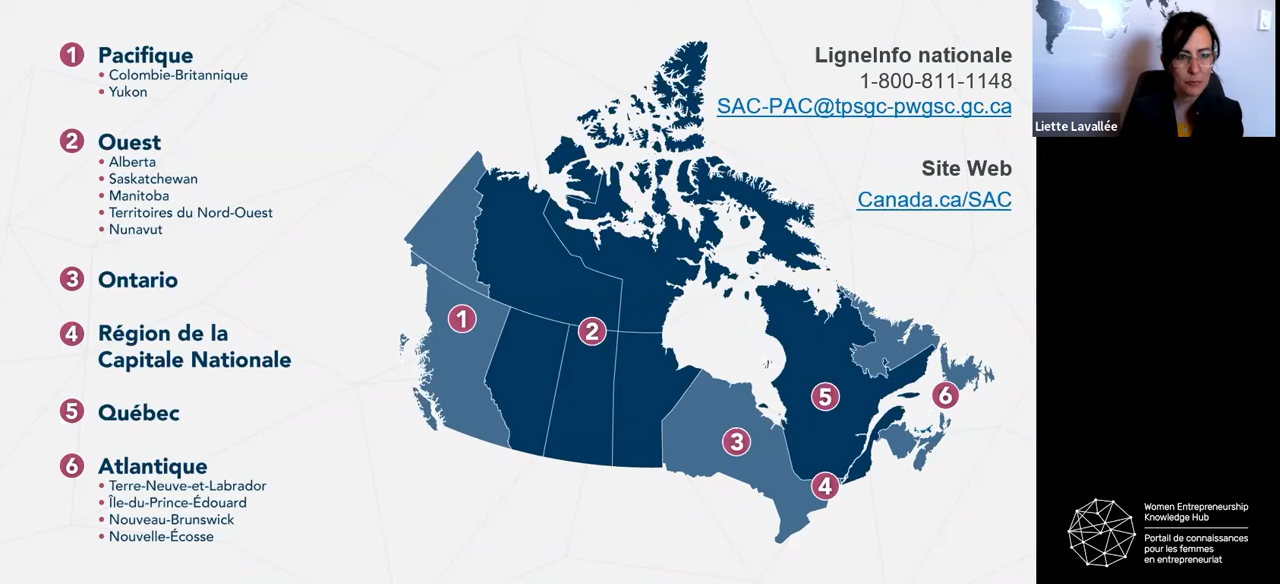 1 Pacifique
• Colombie-Britannique
• Yukon
2 Ouest
• Alberta
• Saskatchewan
• Manitoba
• Territoires du Nord-Ouest
• Nunavut
3 Ontario
4 Région de la
Capitale Nationale
5 Québec
6 Atlantique
• Terre-Neuve-et-Labrador
• Île-du-Prince-Édouard
• Nouveau-Brunswick
• Nouvelle-Écosse
1
2
3
4
5
6
LigneInfo nationale
1-800-811-1148
SAC-PAC@tpsgc-pwgsc.gc.ca
Site Web
Canada.ca/SAC
Liette Lavallée
Women Entrepreneurship
Knowledge Hub
Portail de connaissances
pour les femmes
en entrepreneuriat